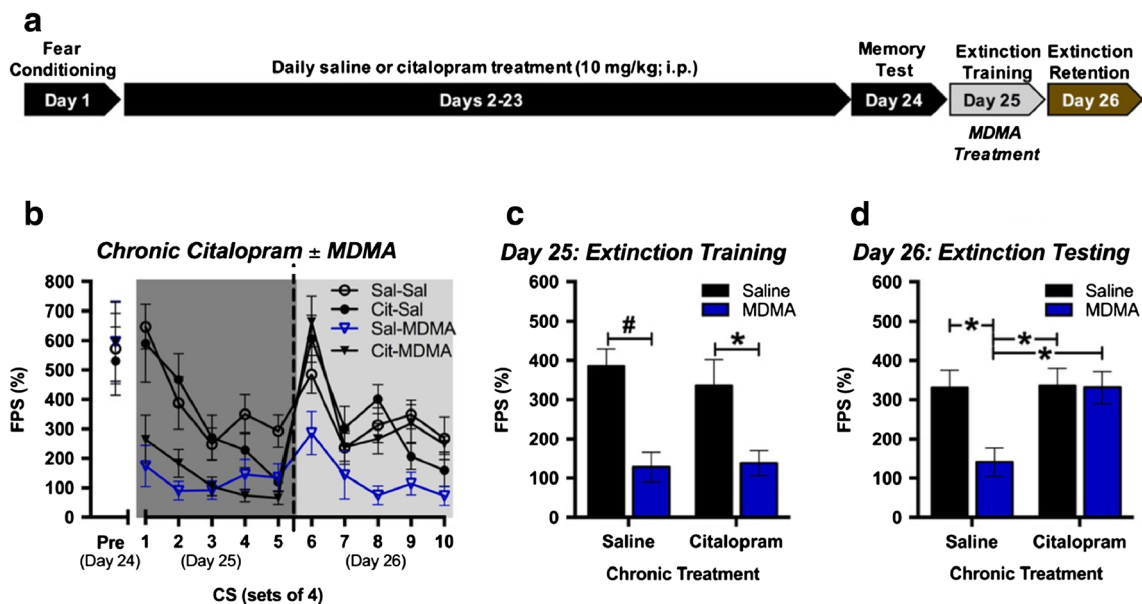 a
Fear
Conditioning
Day 1
Daily saline or citalopram treatment (10 mg/kg; i.p.)
Days 2-23
Memory
Test
Day 24
Extinction
Training
Day 25
MDMA
Treatment
Extinction
Retention
Day 26
b
Chronic Citalopram ± MDMA
FPS (%)
800
700
600
500
400
300
200
100
0
Sal-Sal
Cit-Sal
Sal-MDMA
Cit-MDMA
Pre 1 2 3 4 5 6 7 8 9 10
(Day 24) (Day 25) (Day 26)
CS (sets of 4)
c
Day 25: Extinction Training
FPS (%)
600
500
400
300
200
100
0
Saline
MDMA
#
*
Saline Citalopram
Chronic Treatment
d
Day 26: Extinction Testing
FPS (%)
600
500
400
300
200
100
0
Saline
MDMA
*
*
*
Saline Citalopram
Chronic Treatment